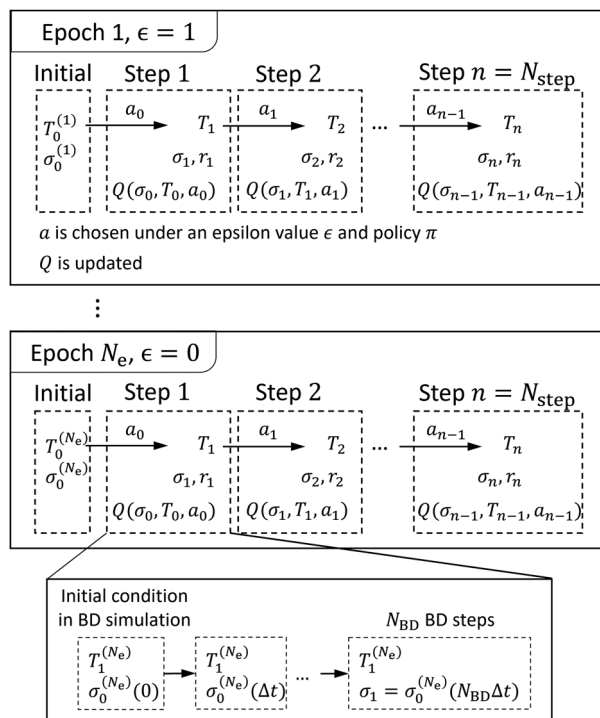 Epoch 1, ϵ = 1
Initial Step 1 Step 2 Step n = N_step
T_0^(1) a_0 T_1 a_1 T_2 ... a_{n−1} T_n
σ_0^(1) σ_1, r_1 σ_2, r_2 σ_n, r_n
Q(σ_0, T_0, a_0) Q(σ_1, T_1, a_1) Q(σ_{n−1}, T_{n−1}, a_{n−1})
a is chosen under an epsilon value ϵ and policy π
Q is updated
⋮
Epoch N_e, ϵ = 0
Initial Step 1 Step 2 Step n = N_step
T_0^(N_e) a_0 T_1 a_1 T_2 ... a_{n−1} T_n
σ_0^(N_e) σ_1, r_1 σ_2, r_2 σ_n, r_n
Q(σ_0, T_0, a_0) Q(σ_1, T_1, a_1) Q(σ_{n−1}, T_{n−1}, a_{n−1})
Initial condition
in BD simulation N_BD BD steps
T_1^(N_e) T_1^(N_e) ... T_1^(N_e)
σ_0^(N_e)(0) σ_0^(N_e)(Δt) σ_1 = σ_0^(N_e)(N_BDΔt)